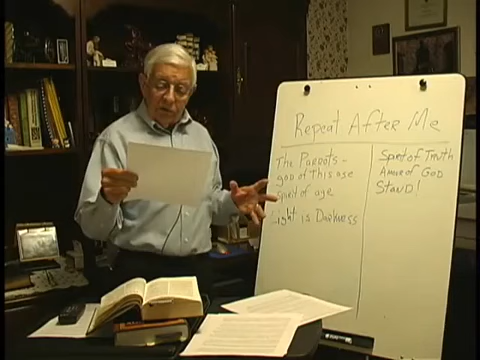 Repeat After Me
The Parrots -
god of this age
spirit of age
Light is Darkness
Spirit of Truth
Armor of God
STAND!